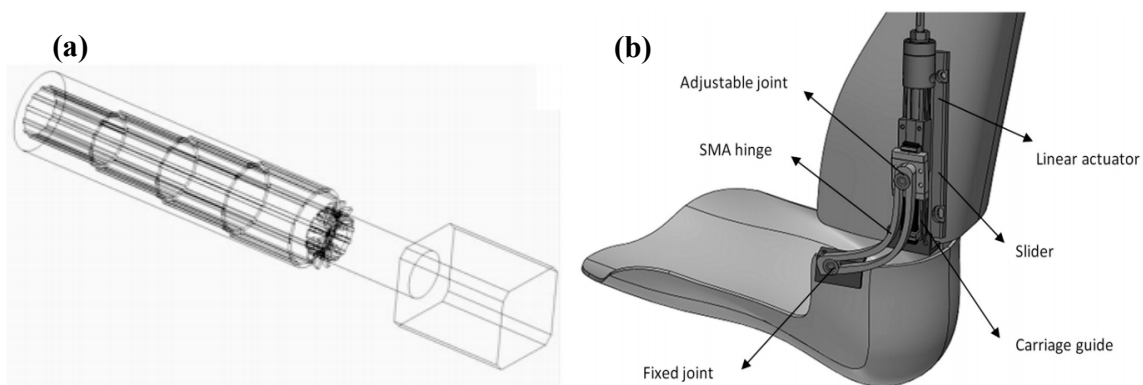 (a)
(b)
Adjustable joint
SMA hinge
Linear actuator
Slider
Carriage guide
Fixed joint